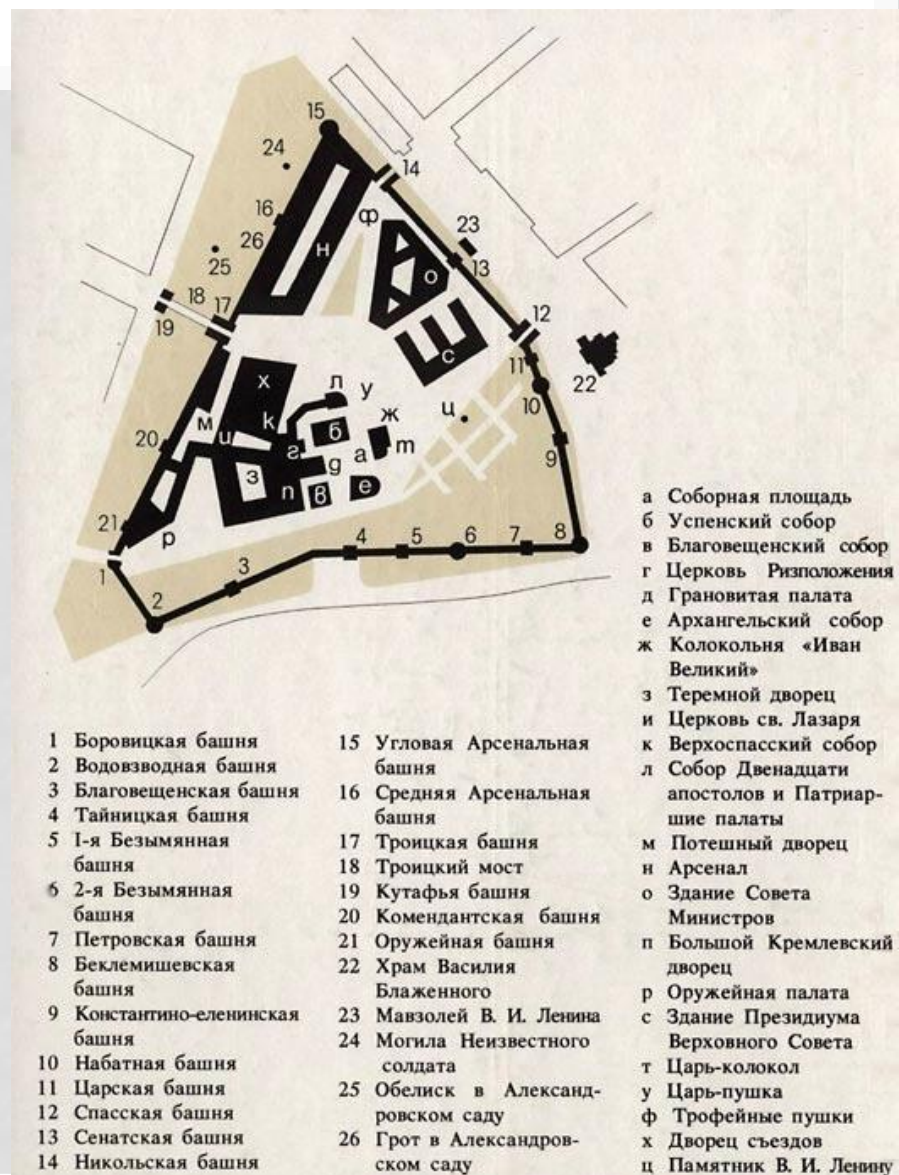 15
14
24
ф
23
16
26
н
25
о
13
18
17
19
12
с
11
22
х
л
у
10
м
к
ж
ц
и
б
20
г
а
т
9
з
д
п
в
е
21
р
4
5
6
7
8
1
3
2
а Соборная площадь
б Успенский собор
в Благовещенский собор
г Церковь Ризположения
д Грановитая палата
е Архангельский собор
ж Колокольня «Иван
Великий»
з Теремной дворец
и Церковь св. Лазаря
к Верхоспасский собор
л Собор Двенадцати
апостолов и Патриар-
шие палаты
м Потешный дворец
н Арсенал
о Здание Совета
Министров
п Большой Кремлевский
дворец
р Оружейная палата
с Здание Президиума
Верховного Совета
т Царь-колокол
у Царь-пушка
ф Трофейные пушки
х Дворец съездов
ц Памятник В. И. Ленину
1 Боровицкая башня
2 Водовзводная башня
3 Благовещенская башня
4 Тайницкая башня
5 I-я Безымянная
башня
6 2-я Безымянная
башня
7 Петровская башня
8 Беклемишевская
башня
9 Константино-еленинская
башня
10 Набатная башня
11 Царская башня
12 Спасская башня
13 Сенатская башня
14 Никольская башня
15 Угловая Арсенальная
башня
16 Средняя Арсенальная
башня
17 Троицкая башня
18 Троицкий мост
19 Кутафья башня
20 Комендантская башня
21 Оружейная башня
22 Храм Василия
Блаженного
23 Мавзолей В. И. Ленина
24 Могила Неизвестного
солдата
25 Обелиск в Александ-
ровском саду
26 Грот в Александров-
ском саду